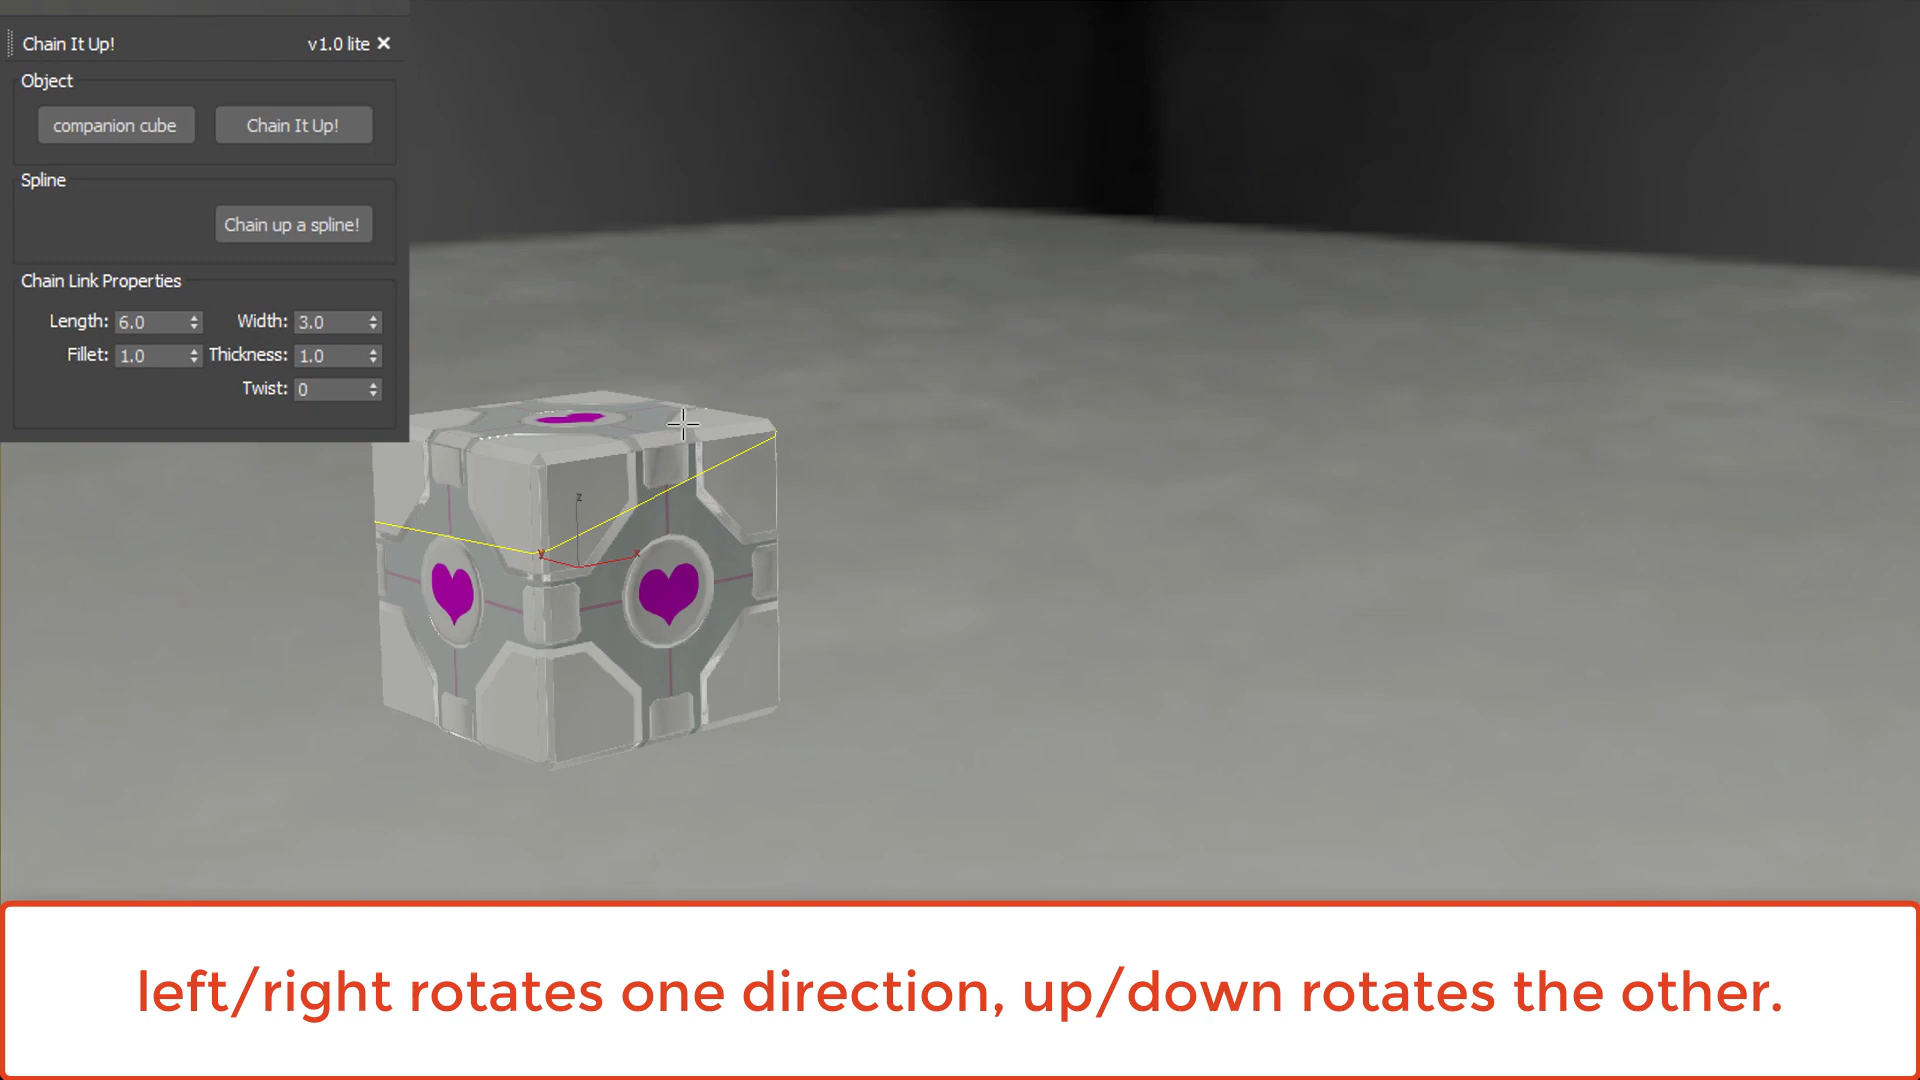 Chain It Up! v1.0 lite
Object
companion cube Chain It Up!
Spline
Chain up a spline!
Chain Link Properties
Length: 6.0 Width: 3.0
Fillet: 1.0 Thickness: 1.0
Twist: 0
z
y x
left/right rotates one direction, up/down rotates the other.